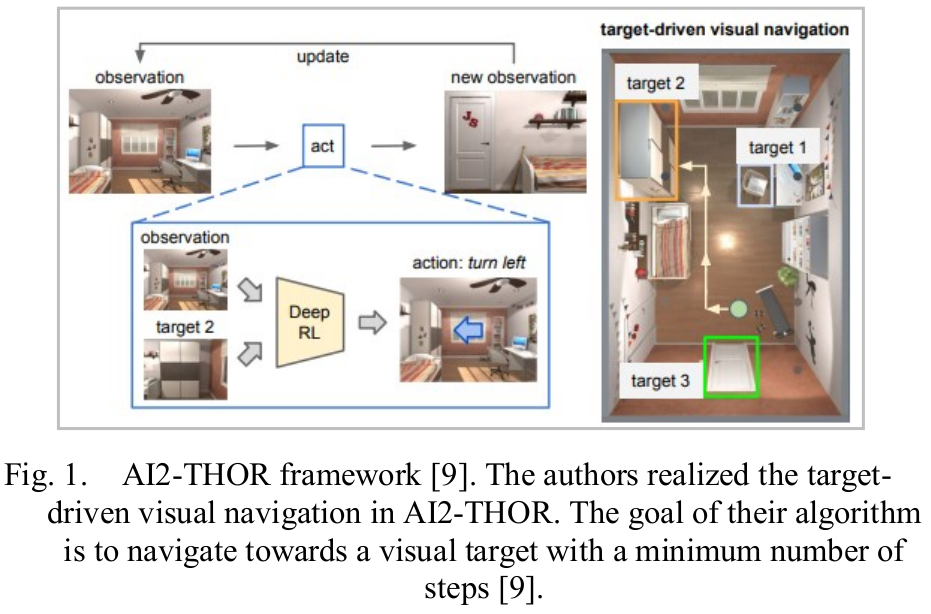 target-driven visual navigation
update
observation
new observation
act
JS
observation
target 2
Deep
RL
action: turn left
target 2
target 1
target 3
Fig. 1. AI2-THOR framework [9]. The authors realized the target-
driven visual navigation in AI2-THOR. The goal of their algorithm
is to navigate towards a visual target with a minimum number of
steps [9].